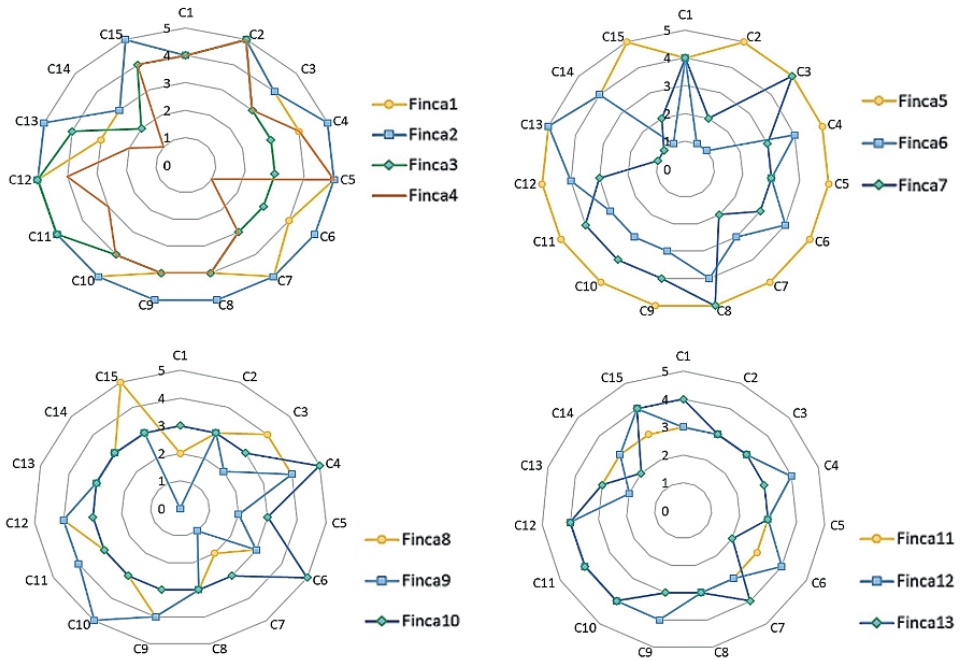 C1
C2
C3
C4
C5
C6
C7
C8
C9
C10
C11
C12
C13
C14
C15
5
4
3
2
1
0
Finca1
Finca2
Finca3
Finca4
C1
C2
C3
C4
C5
C6
C7
C8
C9
C10
C11
C12
C13
C14
C15
5
4
3
2
1
0
Finca5
Finca6
Finca7
C1
C2
C3
C4
C5
C6
C7
C8
C9
C10
C11
C12
C13
C14
C15
5
4
3
2
1
0
Finca8
Finca9
Finca10
C1
C2
C3
C4
C5
C6
C7
C8
C9
C10
C11
C12
C13
C14
C15
5
4
3
2
1
0
Finca11
Finca12
Finca13